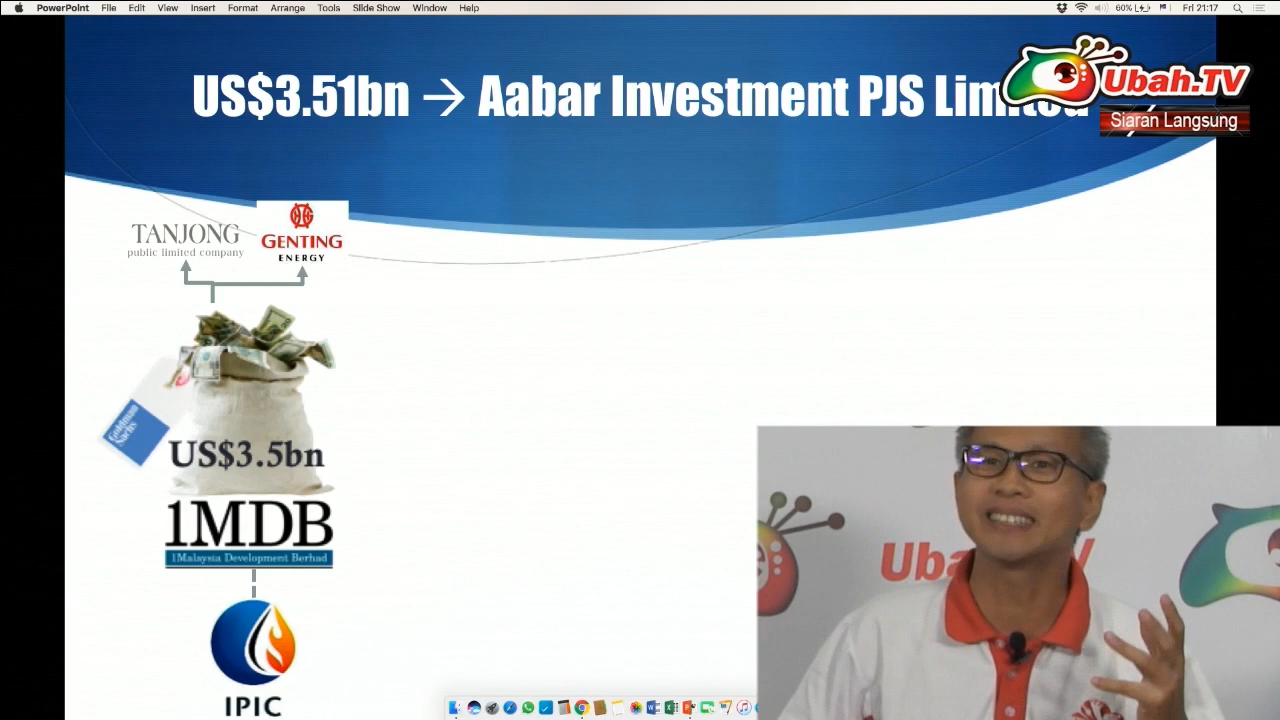 PowerPoint File Edit View Insert Format Arrange Tools Slide Show Window Help 60% Fri 21:17
US$3.51bn → Aabar Investment PJS Limited
Ubah.TV
Siaran Langsung
TANJONG
public limited company
GENTING
ENERGY
Goldman
Sachs
US$3.5bn
1MDB
1Malaysia Development Berhad
IPIC